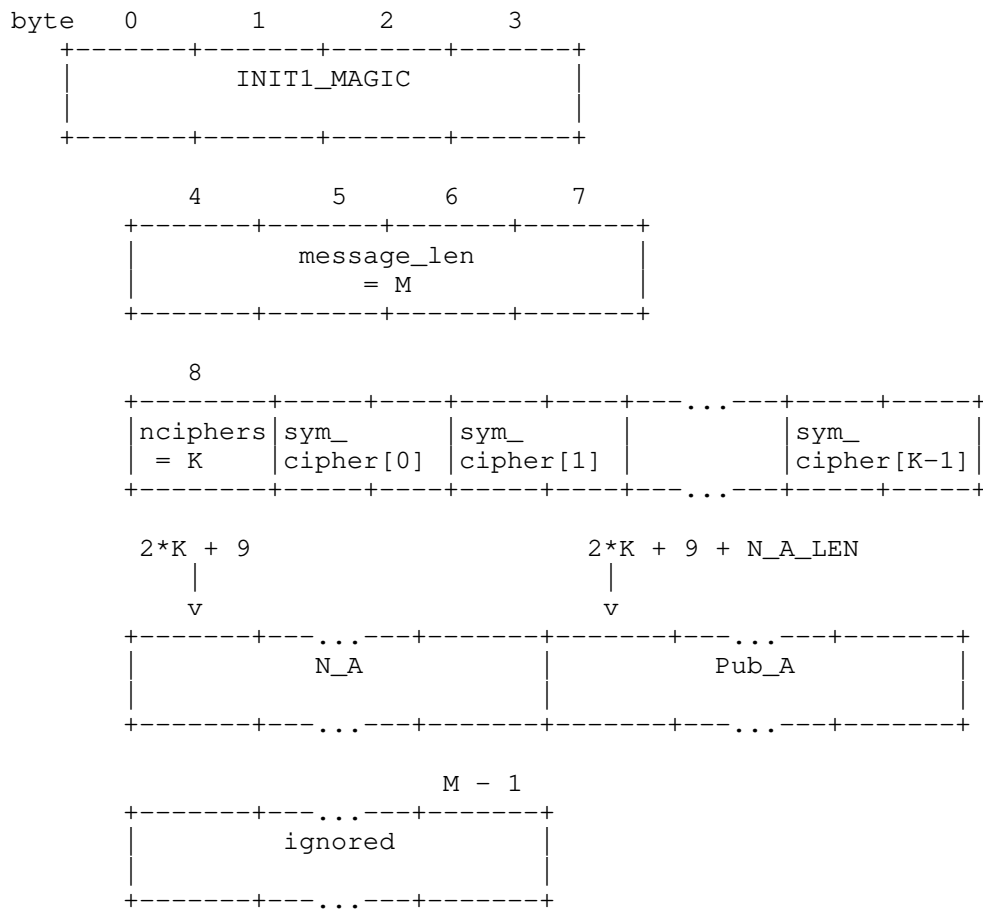 byte 0 1 2 3
+-------+-------+-------+-------+
| INIT1_MAGIC |
| |
+-------+-------+-------+-------+
4 5 6 7
+-------+-------+-------+-------+
| message_len |
| = M |
+-------+-------+-------+-------+
8
+--------+-----+----+-----+----+---...---+-----+-----+
|nciphers|sym_ |sym_ | |sym_ |
| = K |cipher[0] |cipher[1] | |cipher[K-1]|
+--------+-----+----+-----+----+---...---+-----+-----+
2*K + 9 2*K + 9 + N_A_LEN
| |
v v
+-------+---...---+-------+-------+---...---+-------+
| N_A | Pub_A |
| | |
+-------+---...---+-------+-------+---...---+-------+
M - 1
+-------+---...---+-------+
| ignored |
| |
+-------+---...---+-------+